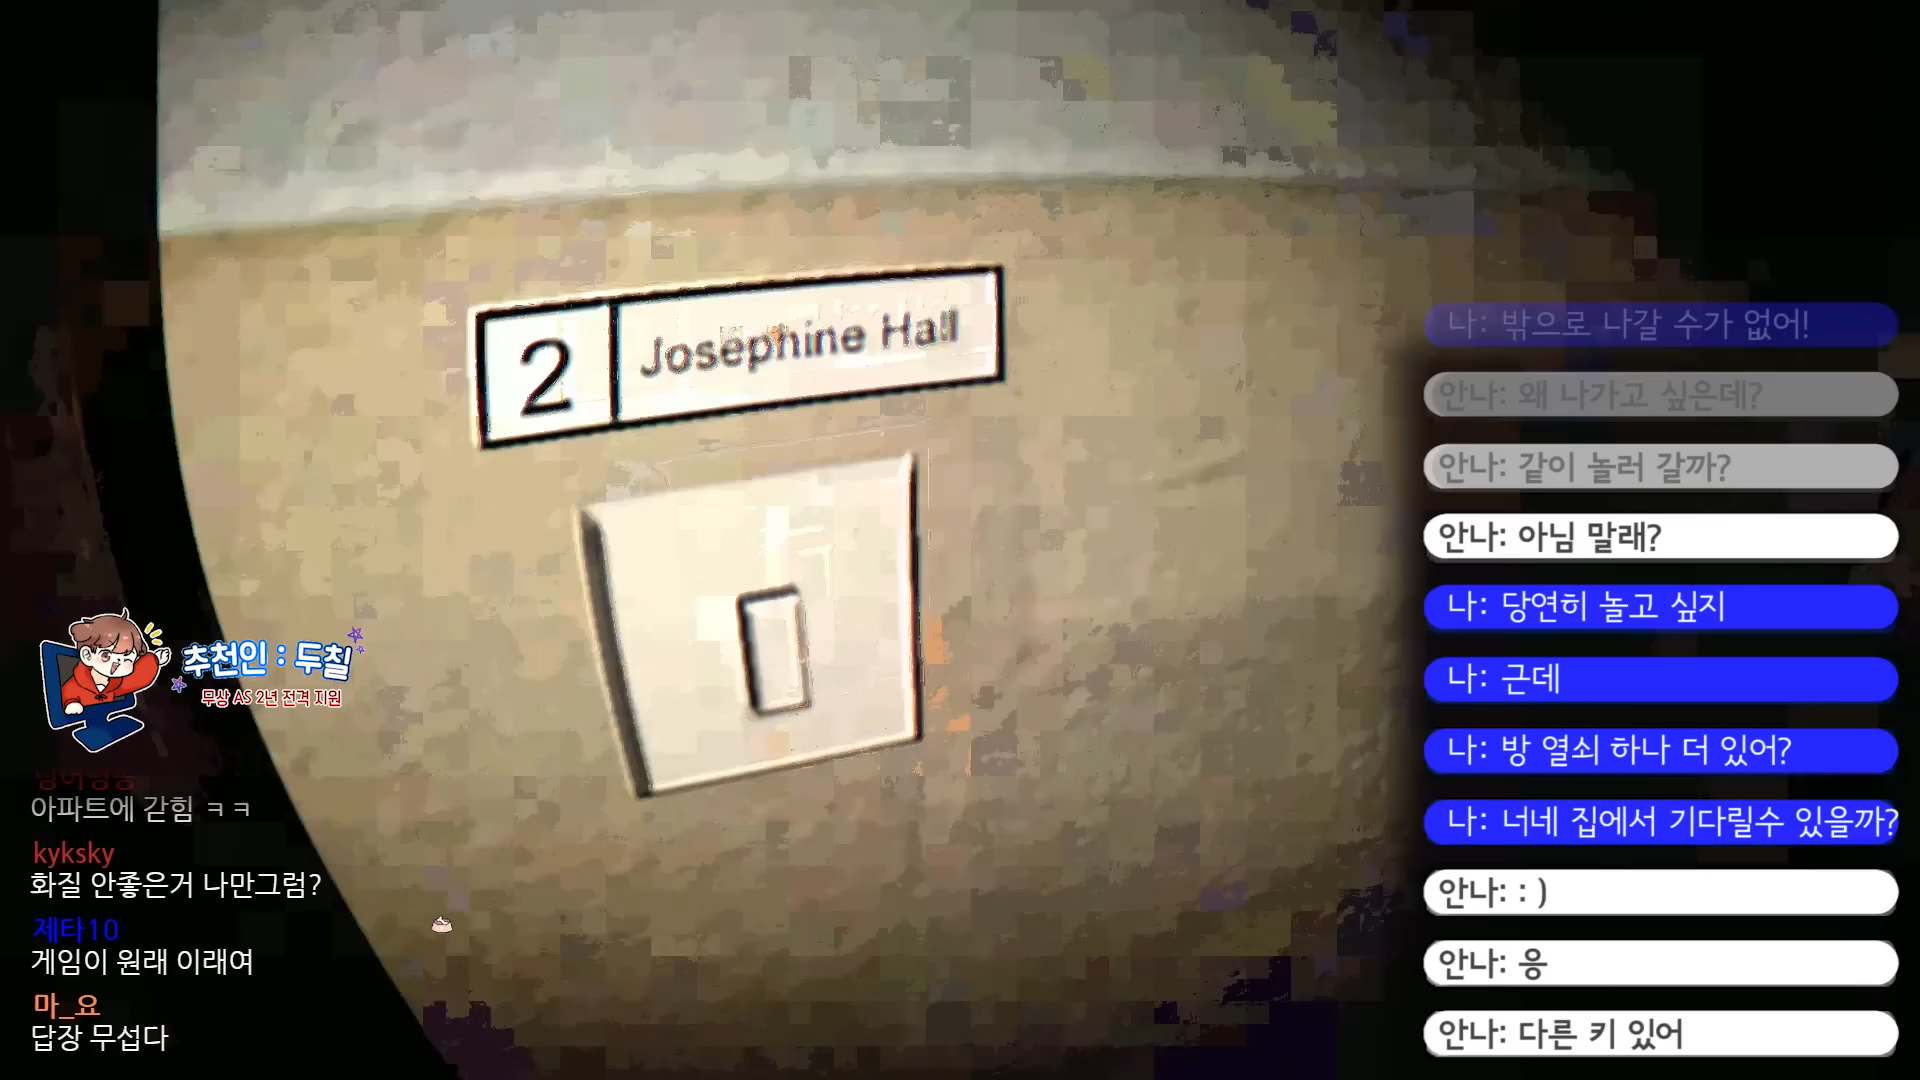 2
Josephine Hall
나: 밖으로 나갈 수가 없어!
안나: 왜 나가고 싶은데?
안나: 같이 놀러 갈까?
안나: 아님 말래?
나: 당연히 놀고 싶지
나: 근데
나: 방 열쇠 하나 더 있어?
나: 너네 집에서 기다릴수 있을까?
안나: : )
안나: 응
안나: 다른 키 있어
추천인 : 두칠
무상 AS 2년 전격 지원
아파트에 갇힘 ㅋㅋ
kyksky
화질 안좋은거 나만그럼?
제타10
게임이 원래 이래여
마_요
답장 무섭다